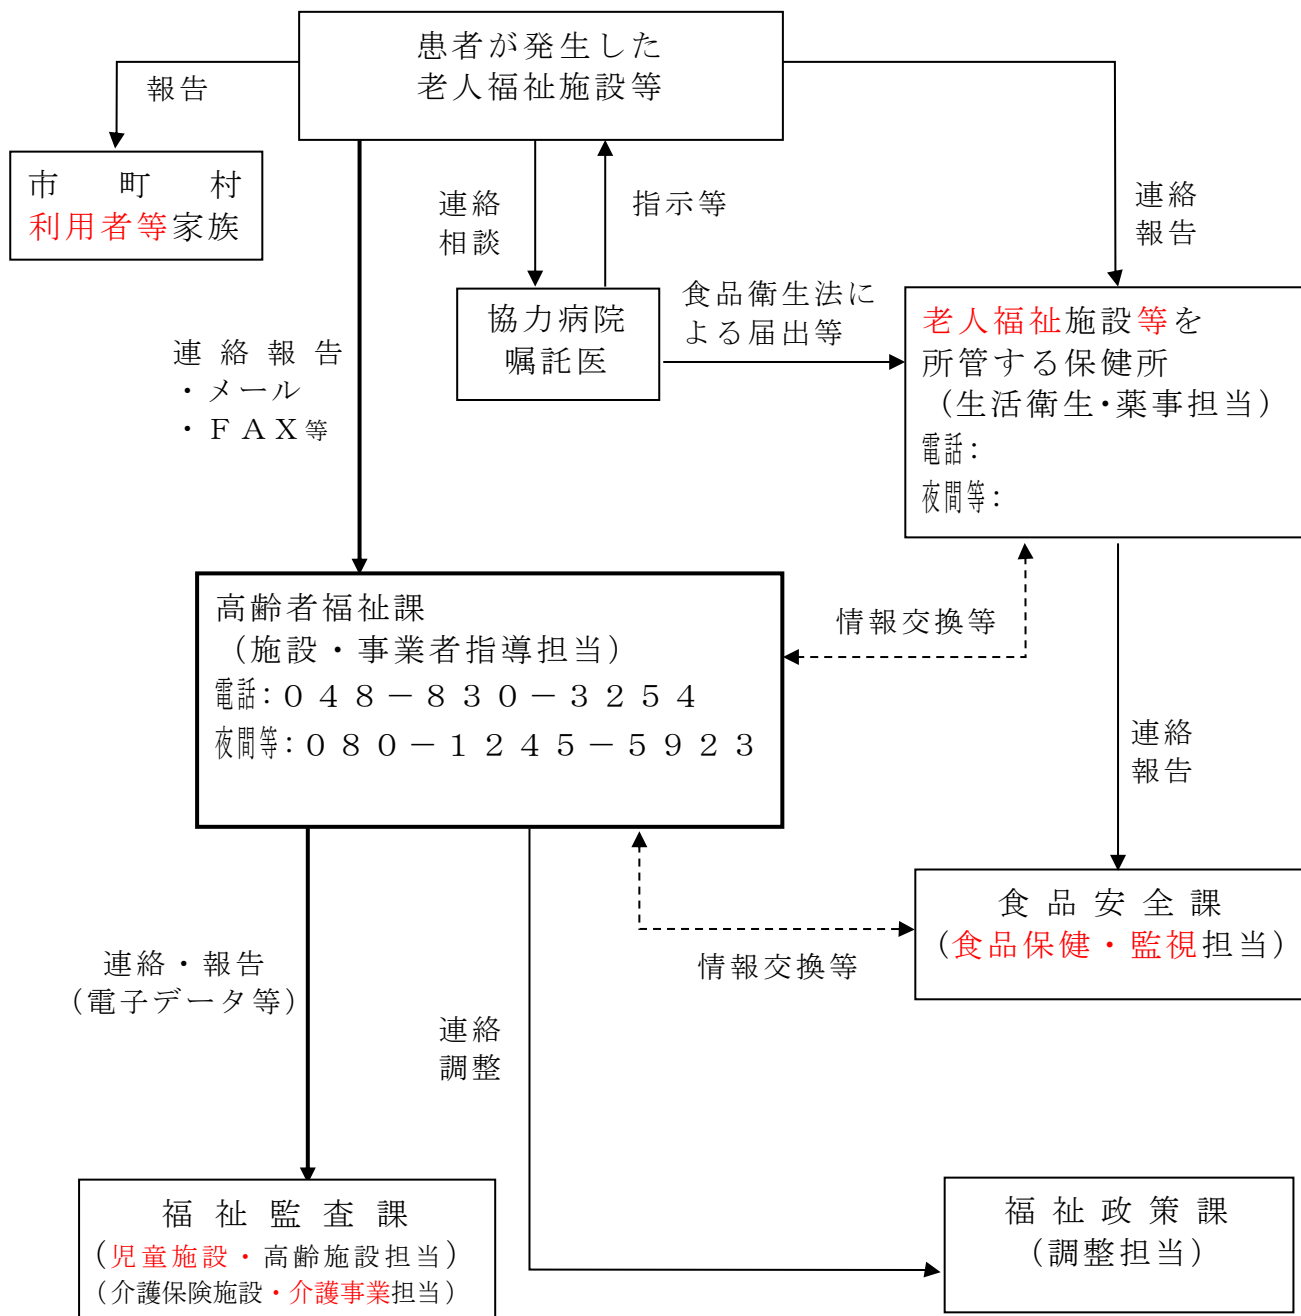 患者が発生した
老人福祉施設等
報告
市町村
利用者等家族
連絡
相談
指示等
連絡
報告
協力病院
嘱託医
食品衛生法に
よる届出等
老人福祉施設等を
所管する保健所
（生活衛生・薬事担当）
電話：
夜間等：
連絡報告
・メール
・ＦＡＸ等
高齢者福祉課
（施設・事業者指導担当）
電話：０４８－８３０－３２５４
夜間等：０８０－１２４５－５９２３
情報交換等
連絡
報告
食品安全課
（食品保健・監視担当）
情報交換等
連絡・報告
（電子データ等）
連絡
調整
福祉監査課
（児童施設・高齢施設担当）
（介護保険施設・介護事業担当）
福祉政策課
（調整担当）